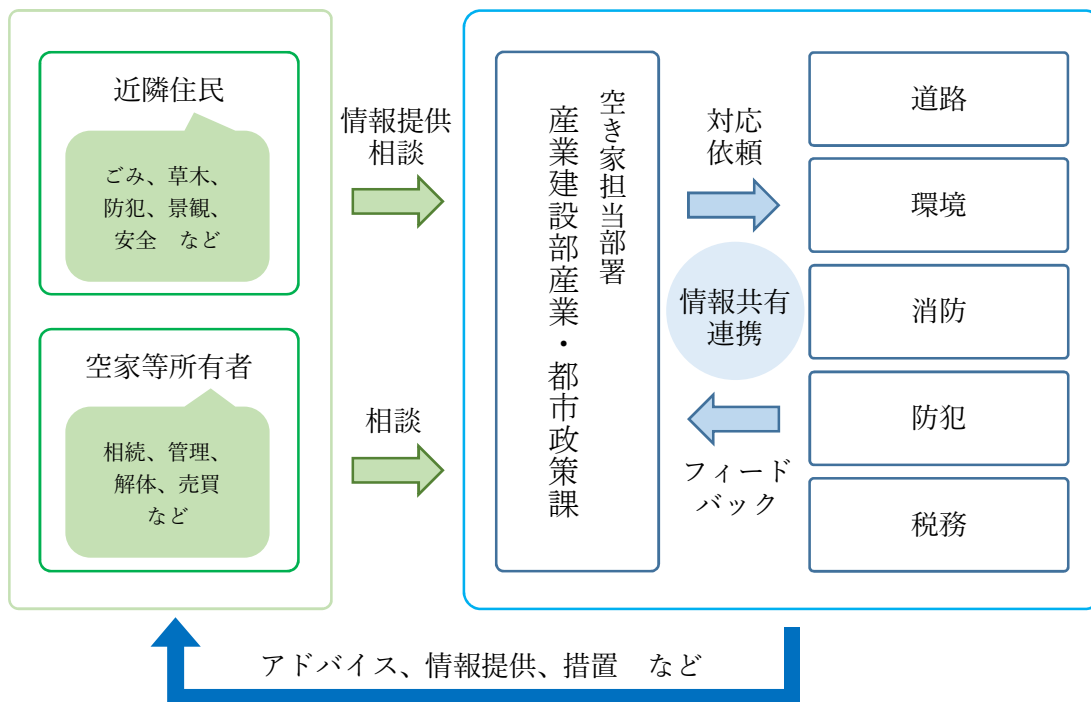 近隣住民
ごみ、草木、
防犯、景観、
安全　など
空家等所有者
相続、管理、
解体、売買
など
情報提供
相談
相談
空き家担当部署
産業建設部産業・都市政策課
対応
依頼
情報共有
連携
フィード
バック
道路
環境
消防
防犯
税務
アドバイス、情報提供、措置　など